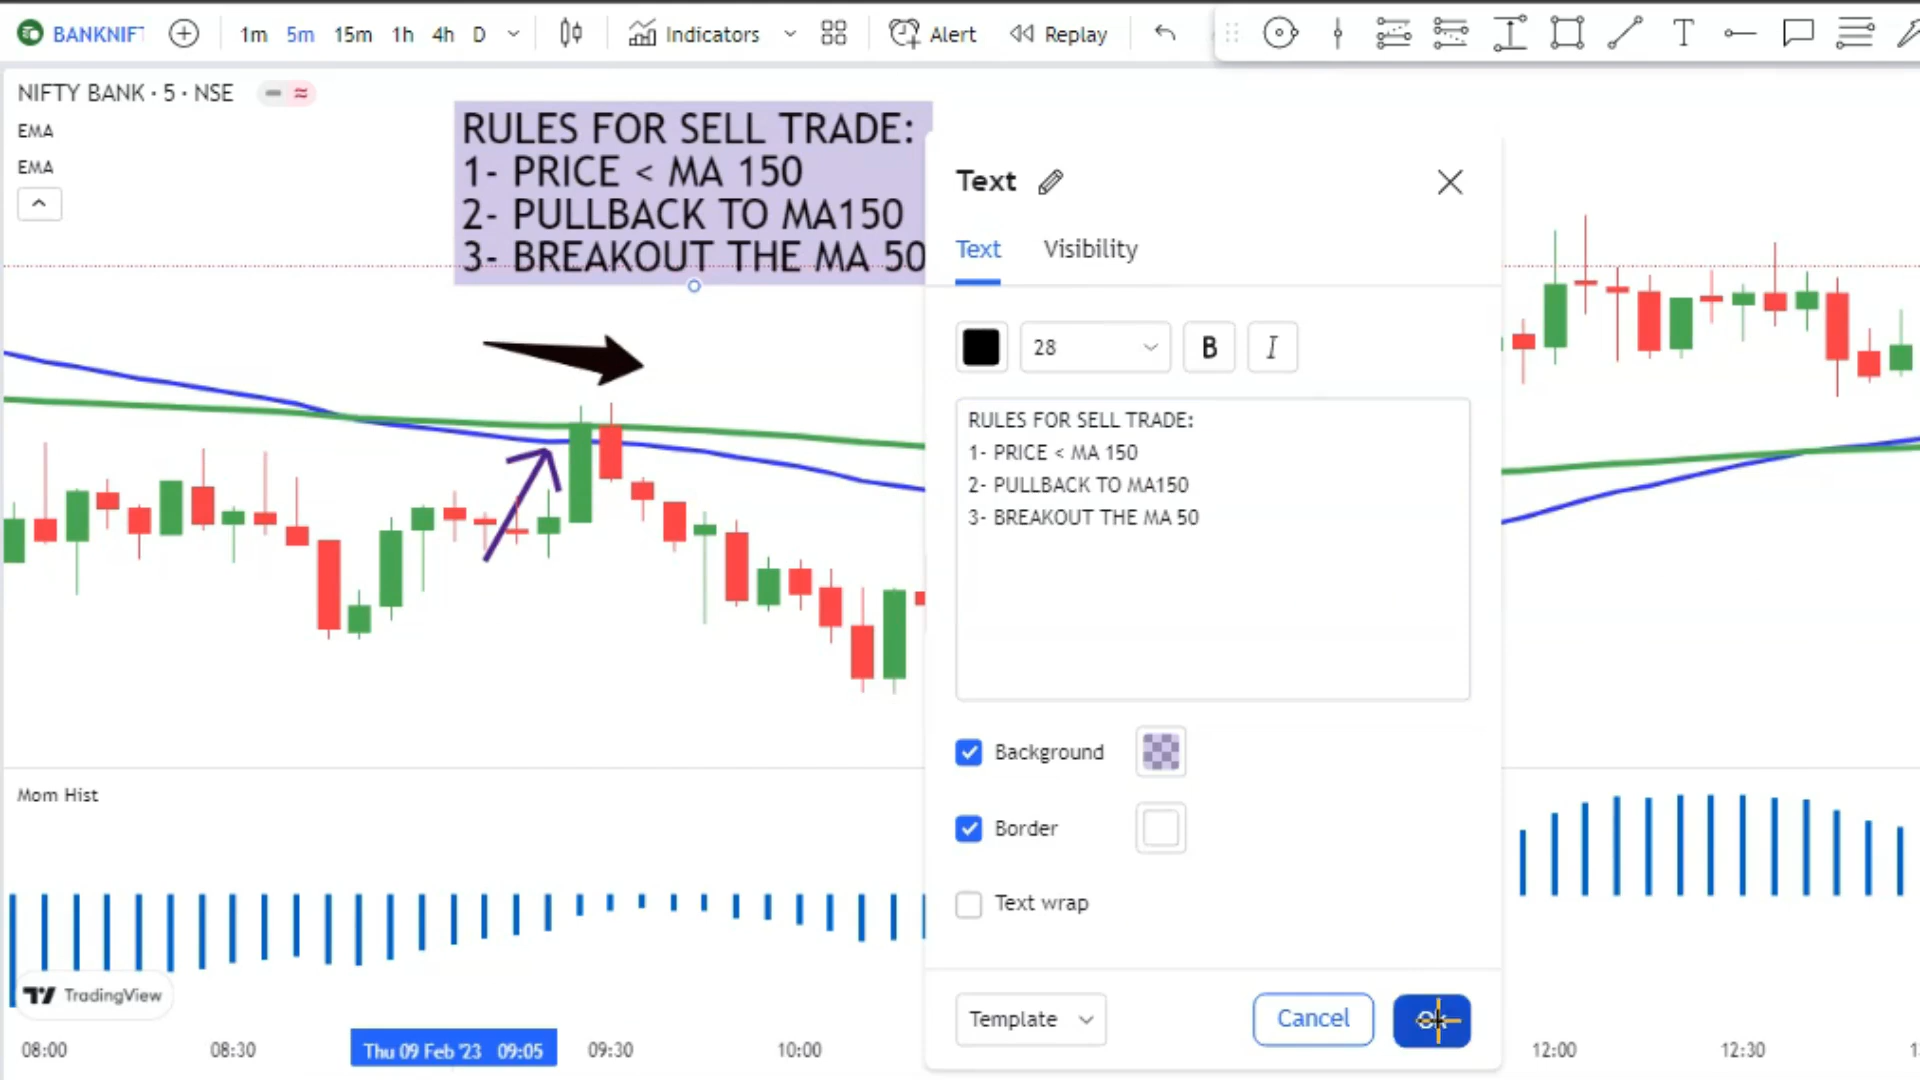 BANKNIF
1m 5m 15m 1h 4h D
Indicators
Alert
Replay
NIFTY BANK · 5 · NSE
EMA
EMA
RULES FOR SELL TRADE:
1- PRICE < MA 150
2- PULLBACK TO MA150
3- BREAKOUT THE MA 50
Text
Text Visibility
28
B
I
RULES FOR SELL TRADE:
1- PRICE < MA 150
2- PULLBACK TO MA150
3- BREAKOUT THE MA 50
Background
Border
Text wrap
Template
Cancel
Ok
Mom Hist
TradingView
08:00 08:30 Thu 09 Feb '23 09:05 09:30 10:00 12:00 12:30